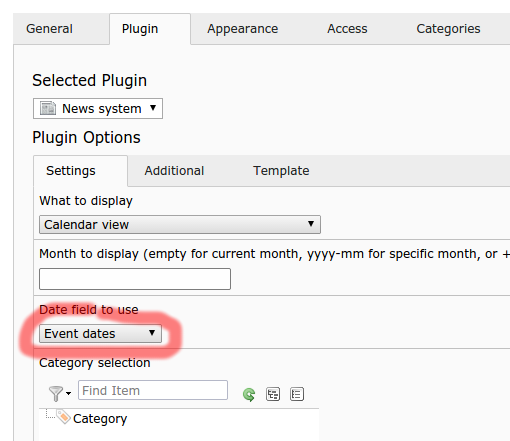 General Plugin Appearance Access Categories
Selected Plugin
News system
Plugin Options
Settings Additional Template
What to display
Calendar view
Month to display (empty for current month, yyyy-mm for specific month, or +
Date field to use
Event dates
Category selection
Find Item
Category